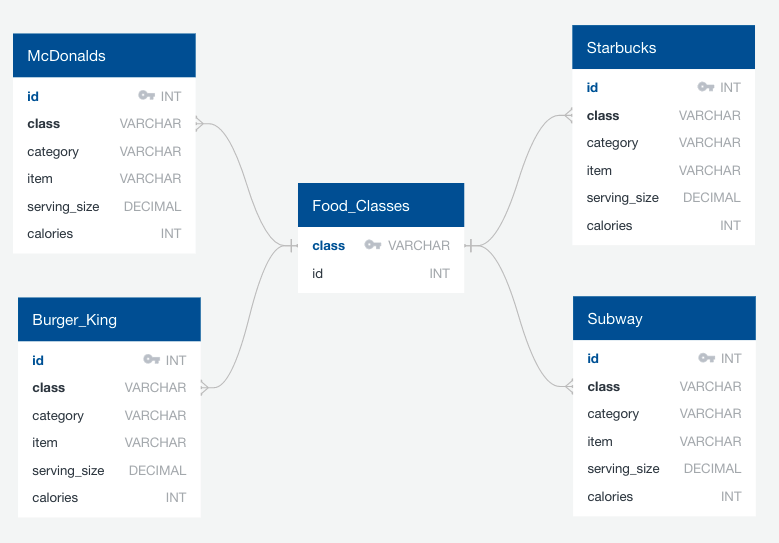 McDonalds
id INT
class VARCHAR
category VARCHAR
item VARCHAR
serving_size DECIMAL
calories INT
Burger_King
id INT
class VARCHAR
category VARCHAR
item VARCHAR
serving_size DECIMAL
calories INT
Food_Classes
class VARCHAR
id INT
Starbucks
id INT
class VARCHAR
category VARCHAR
item VARCHAR
serving_size DECIMAL
calories INT
Subway
id INT
class VARCHAR
category VARCHAR
item VARCHAR
serving_size DECIMAL
calories INT